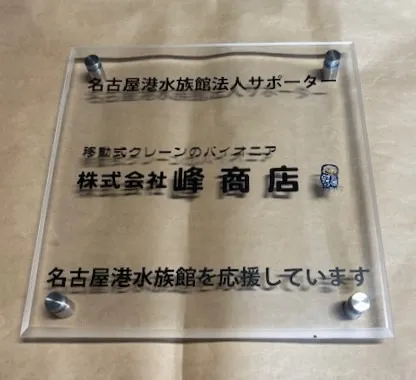 名古屋港水族館法人サポーター
移動式クレーンのパイオニア
株式会社 峰商店
名古屋港水族館を応援しています